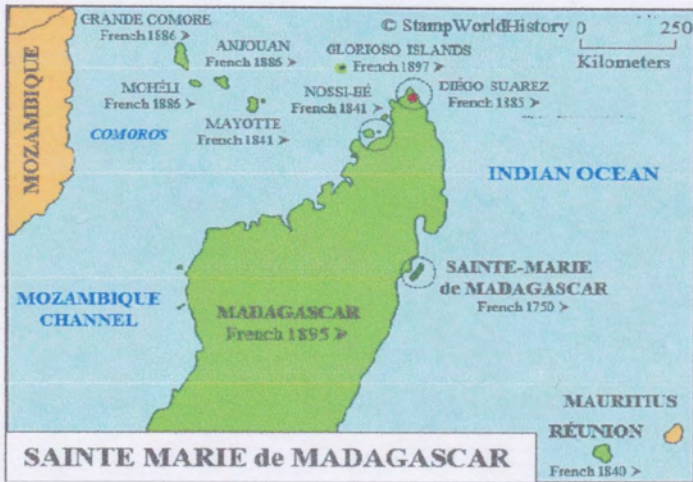 GRANDE COMORE
French 1886 ➤
ANJOUAN
French 1886 ➤
© StampWorldHistory
0 250
Kilometers
GLORIOSO ISLANDS
French 1897 ➤
MOHÉLI
French 1886 ➤
NOSSI-BÉ
French 1841 ➤
DIÉGO SUAREZ
French 1885 ➤
MAYOTTE
French 1841 ➤
COMOROS
MOZAMBIQUE
INDIAN OCEAN
SAINTE-MARIE
de MADAGASCAR
French 1750 ➤
MOZAMBIQUE
CHANNEL
MADAGASCAR
French 1895 ➤
MAURITIUS
RÉUNION
French 1840 ➤
SAINTE MARIE de MADAGASCAR